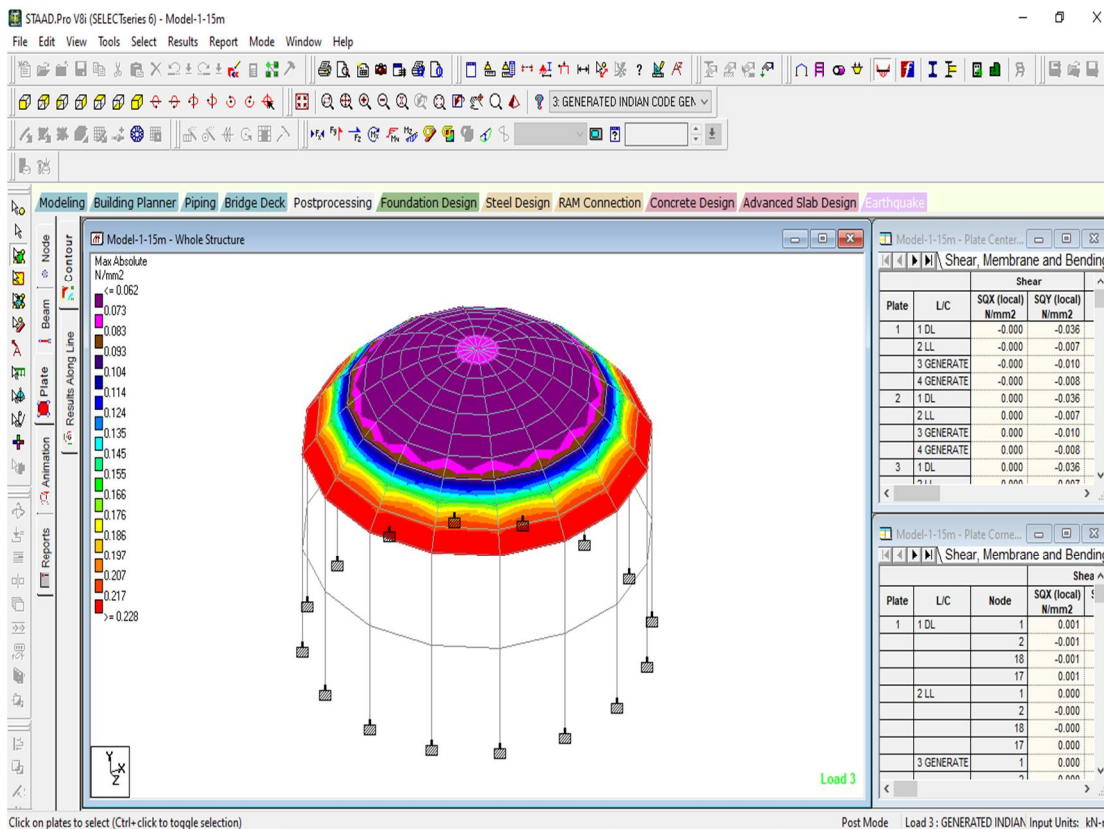 STAAD.Pro V8i (SELECTseries 6) - Model-1-15m
File Edit View Tools Select Results Report Mode Window Help
3: GENERATED INDIAN CODE GEN
Modeling Building Planner Piping Bridge Deck Postprocessing Foundation Design Steel Design RAM Connection Concrete Design Advanced Slab Design Earthquake
Node
Beam
Plate
Animation
Reports
Contour
Results Along Line
Model-1-15m - Whole Structure
Max Absolute
N/mm2
<= 0.062
0.073
0.083
0.093
0.104
0.114
0.124
0.135
0.145
0.155
0.166
0.176
0.186
0.197
0.207
0.217
>= 0.228
Y
X
Z
Load 3
Model-1-15m - Plate Center...
Shear, Membrane and Bending
Shear
Plate L/C SQX (local) N/mm2 SQY (local) N/mm2
1 1 DL -0.000 -0.036
2 LL -0.000 -0.007
3 GENERATE -0.000 -0.010
4 GENERATE -0.000 -0.008
2 1 DL 0.000 -0.036
2 LL 0.000 -0.007
3 GENERATE 0.000 -0.010
4 GENERATE 0.000 -0.008
3 1 DL 0.000 -0.036
2 LL 0.000 0.007
Model-1-15m - Plate Corne...
Shear, Membrane and Bending
Shea
Plate L/C Node SQX (local) N/mm2
1 1 DL 1 0.001
2 -0.001
18 -0.001
17 0.001
2 LL 1 0.000
2 -0.000
18 -0.000
17 0.000
3 GENERATE 1 0.000
Click on plates to select (Ctrl+click to toggle selection)
Post Mode
Load 3 : GENERATED INDIAN
Input Units: kN-